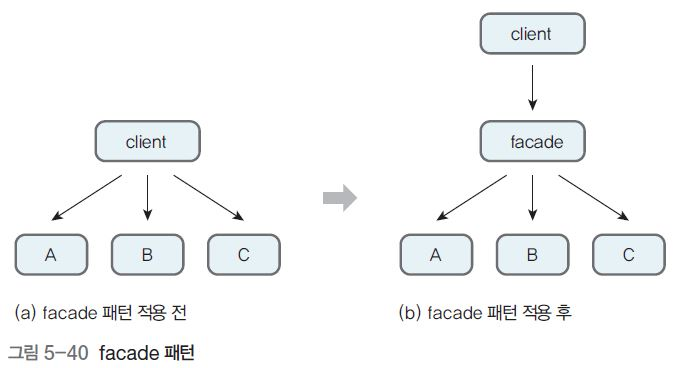 client
client
facade
A
B
C
A
B
C
(a) facade 패턴 적용 전
(b) facade 패턴 적용 후
그림 5-40 facade 패턴